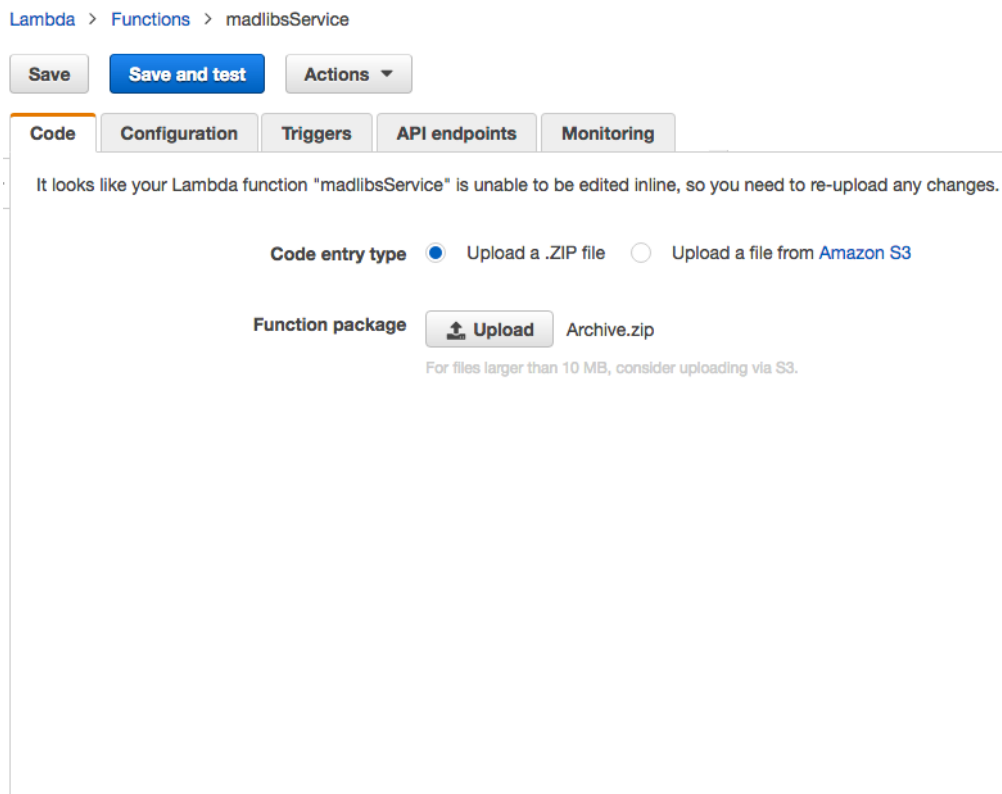 Lambda > Functions > madlibsService
Save Save and test Actions
Code Configuration Triggers API endpoints Monitoring
It looks like your Lambda function "madlibsService" is unable to be edited inline, so you need to re-upload any changes.
Code entry type Upload a .ZIP file Upload a file from Amazon S3
Function package Upload Archive.zip
For files larger than 10 MB, consider uploading via S3.